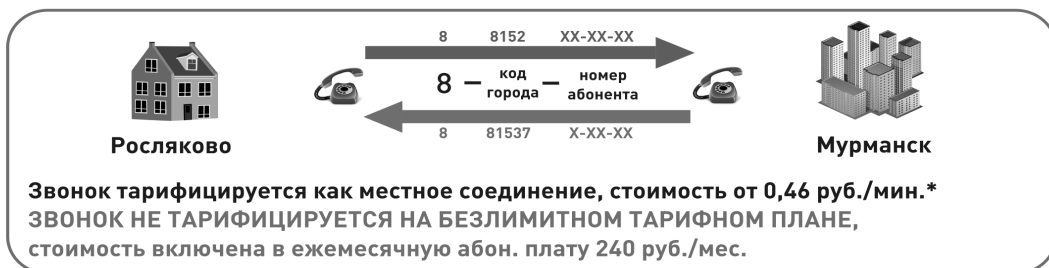 8 8152 XX-XX-XX
8 – код города – номер абонента
8 81537 X-XX-XX
Росляково
Мурманск
Звонок тарифицируется как местное соединение, стоимость от 0,46 руб./мин.*
ЗВОНОК НЕ ТАРИФИЦИРУЕТСЯ НА БЕЗЛИМИТНОМ ТАРИФНОМ ПЛАНЕ,
стоимость включена в ежемесячную абон. плату 240 руб./мес.